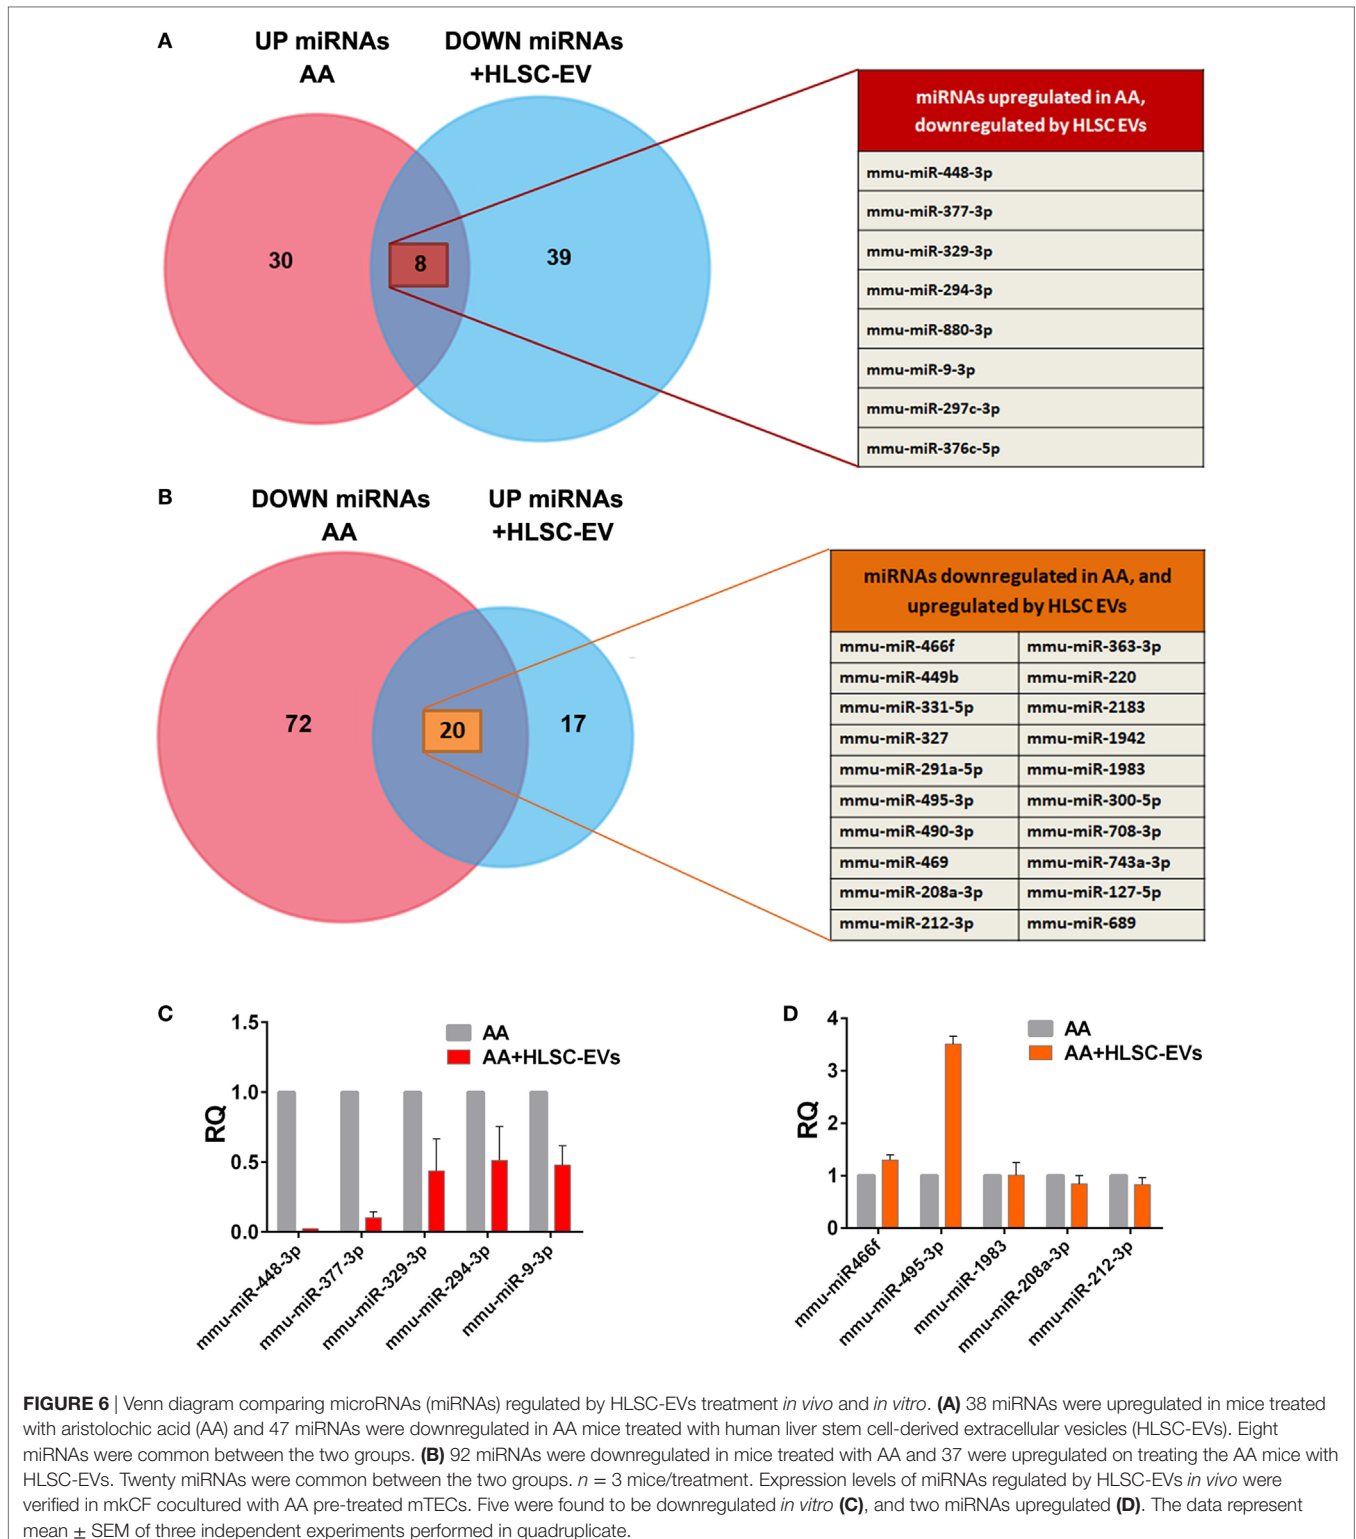 A
UP miRNAs
AA
DOWN miRNAs
+HLSC-EV
30
8
39
miRNAs upregulated in AA,
downregulated by HLSC EVs
mmu-miR-448-3p
mmu-miR-377-3p
mmu-miR-329-3p
mmu-miR-294-3p
mmu-miR-880-3p
mmu-miR-9-3p
mmu-miR-297c-3p
mmu-miR-376c-5p
B
DOWN miRNAs
AA
UP miRNAs
+HLSC-EV
72
20
17
miRNAs downregulated in AA, and
upregulated by HLSC EVs
mmu-miR-466f mmu-miR-363-3p
mmu-miR-449b mmu-miR-220
mmu-miR-331-5p mmu-miR-2183
mmu-miR-327 mmu-miR-1942
mmu-miR-291a-5p mmu-miR-1983
mmu-miR-495-3p mmu-miR-300-5p
mmu-miR-490-3p mmu-miR-708-3p
mmu-miR-469 mmu-miR-743a-3p
mmu-miR-208a-3p mmu-miR-127-5p
mmu-miR-212-3p mmu-miR-689
C
RQ
1.5
1.0
0.5
0.0
AA
AA+HLSC-EVs
mmu-miR-448-3p
mmu-miR-377-3p
mmu-miR-329-3p
mmu-miR-294-3p
mmu-miR-9-3p
D
RQ
4
3
2
1
0
AA
AA+HLSC-EVs
mmu-miR466f
mmu-miR-495-3p
mmu-miR-1983
mmu-miR-208a-3p
mmu-miR-212-3p
FIGURE 6 | Venn diagram comparing microRNAs (miRNAs) regulated by HLSC-EVs treatment in vivo and in vitro. (A) 38 miRNAs were upregulated in mice treated
with aristolochic acid (AA) and 47 miRNAs were downregulated in AA mice treated with human liver stem cell-derived extracellular vesicles (HLSC-EVs). Eight
miRNAs were common between the two groups. (B) 92 miRNAs were downregulated in mice treated with AA and 37 were upregulated on treating the AA mice with
HLSC-EVs. Twenty miRNAs were common between the two groups. n = 3 mice/treatment. Expression levels of miRNAs regulated by HLSC-EVs in vivo were
verified in mkCF cocultured with AA pre-treated mTECs. Five were found to be downregulated in vitro (C), and two miRNAs upregulated (D). The data represent
mean ± SEM of three independent experiments performed in quadruplicate.